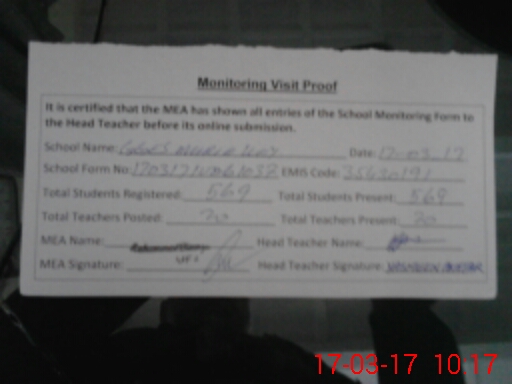 Monitoring Visit Proof
It is certified that the MEA has shown all entries of the School Monitoring Form to
the Head Teacher before its online submission.
School Name: Date: 17-03-17
School Form No: EMIS Code: 35630191
Total Students Registered: 569 Total Students Present: 569
Total Teachers Posted: 20 Total Teachers Present: 20
MEA Name: Head Teacher Name:
MEA Signature: Head Teacher Signature:
17-03-17 10:17